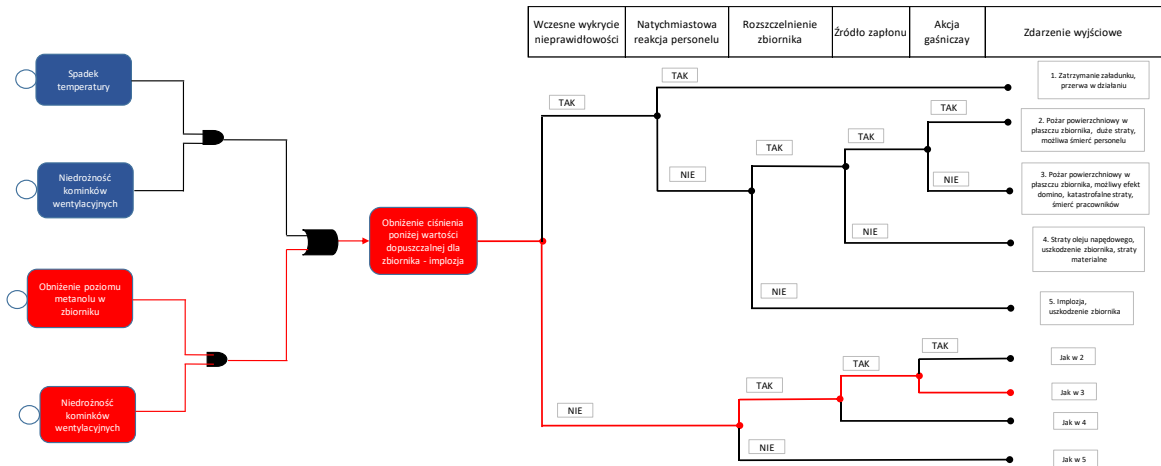 Wczesne wykrycie
nieprawidłowości
Natychmiastowa
reakcja personelu
Rozszczelnienie
zbiornika
Źródło zapłonu
Akcja
gaśniczay
Zdarzenie wyjściowe
Spadek
temperatury
Niedrożność
kominków
wentylacyjnych
Obniżenie poziomu
metanolu w
zbiorniku
Niedrożność
kominków
wentylacyjnych
Obniżenie ciśnienia
poniżej wartości
dopuszczalnej dla
zbiornika - implozja
TAK
TAK
NIE
TAK
NIE
TAK
NIE
TAK
NIE
NIE
TAK
NIE
TAK
TAK
1. Zatrzymanie załadunku,
przerwa w działaniu
2. Pożar powierzchniowy w
płaszczu zbiornika, duże straty,
możliwa śmierć personelu
3. Pożar powierzchniowy w
płaszczu zbiornika, możliwy efekt
domino, katastrofalne straty,
śmierć pracowników
4. Straty oleju napędowego,
uszkodzenie zbiornika, straty
materialne
5. Implozja,
uszkodzenie zbiornika
Jak w 2
Jak w 3
Jak w 4
Jak w 5